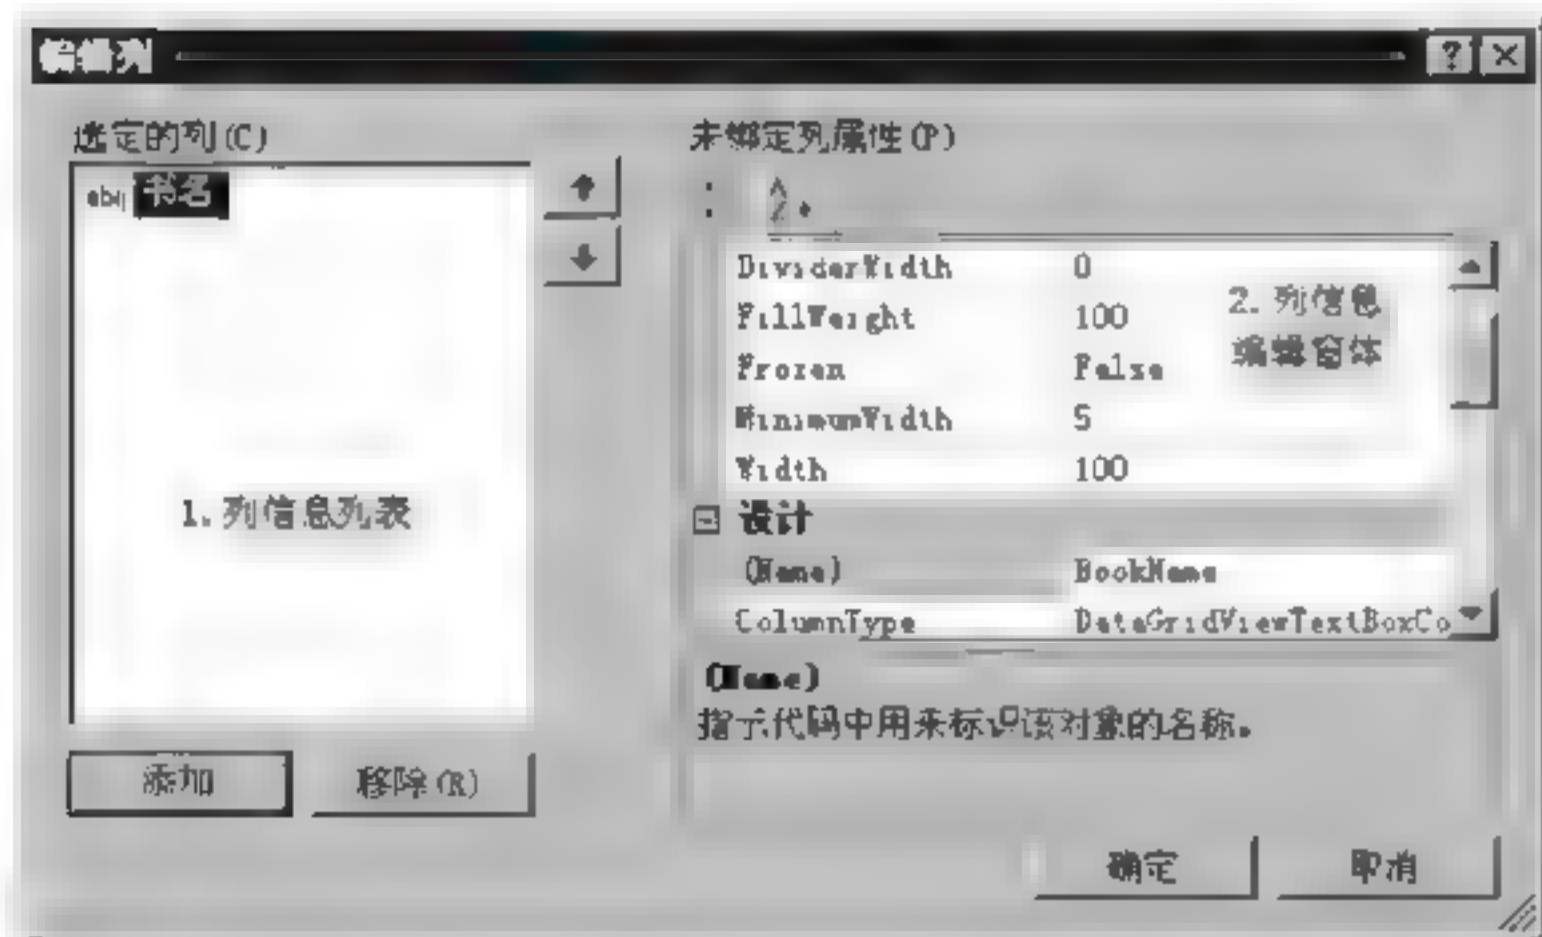 编辑列
选定的列(C)
abl 书名
1. 列信息列表
添加
移除(R)
未绑定列属性(P)
DividerWidth 0
FillWeight 100
Frozen False
MinimumWidth 5
Width 100
2. 列信息
编辑窗体
设计
(Name) BookName
ColumnType DataGridViewTextBoxCo
(Name)
指示代码中用来标识该对象的名称。
确定
取消